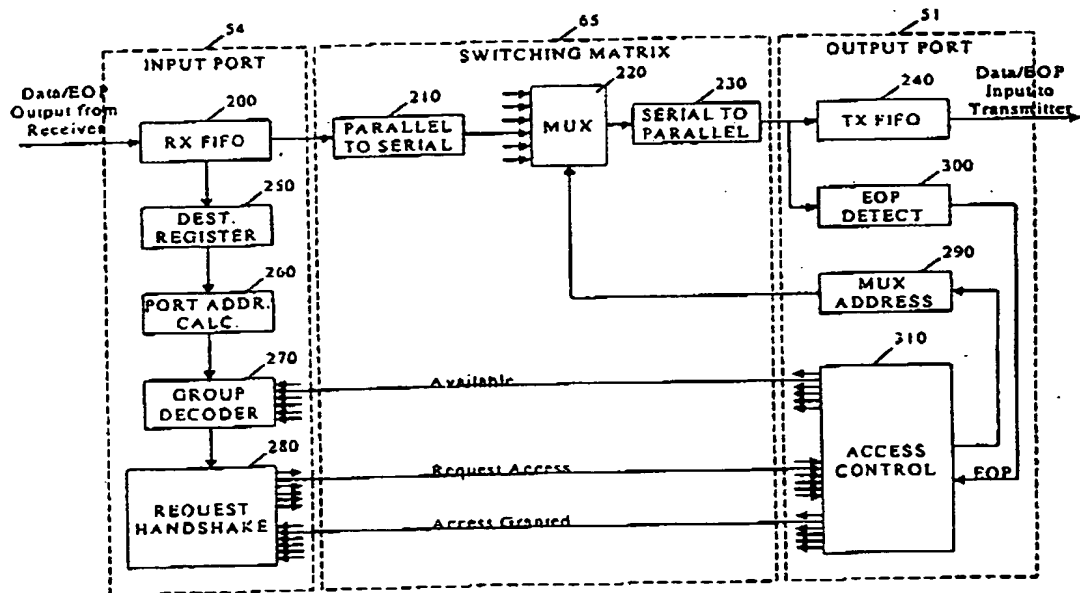 54
65
51
INPUT PORT
SWITCHING MATRIX
OUTPUT PORT
Data/EOP
Output from
Receiver
200
RX FIFO
210
PARALLEL
TO SERIAL
220
MUX
230
SERIAL TO
PARALLEL
240
TX FIFO
Data/EOP
Input to
Transmitter
250
DEST.
REGISTER
300
EOP
DETECT
260
PORT ADDR.
CALC.
290
MUX
ADDRESS
270
GROUP
DECODER
Available
310
ACCESS
CONTROL
EOP
280
REQUEST
HANDSHAKE
Request Access
Access Granted